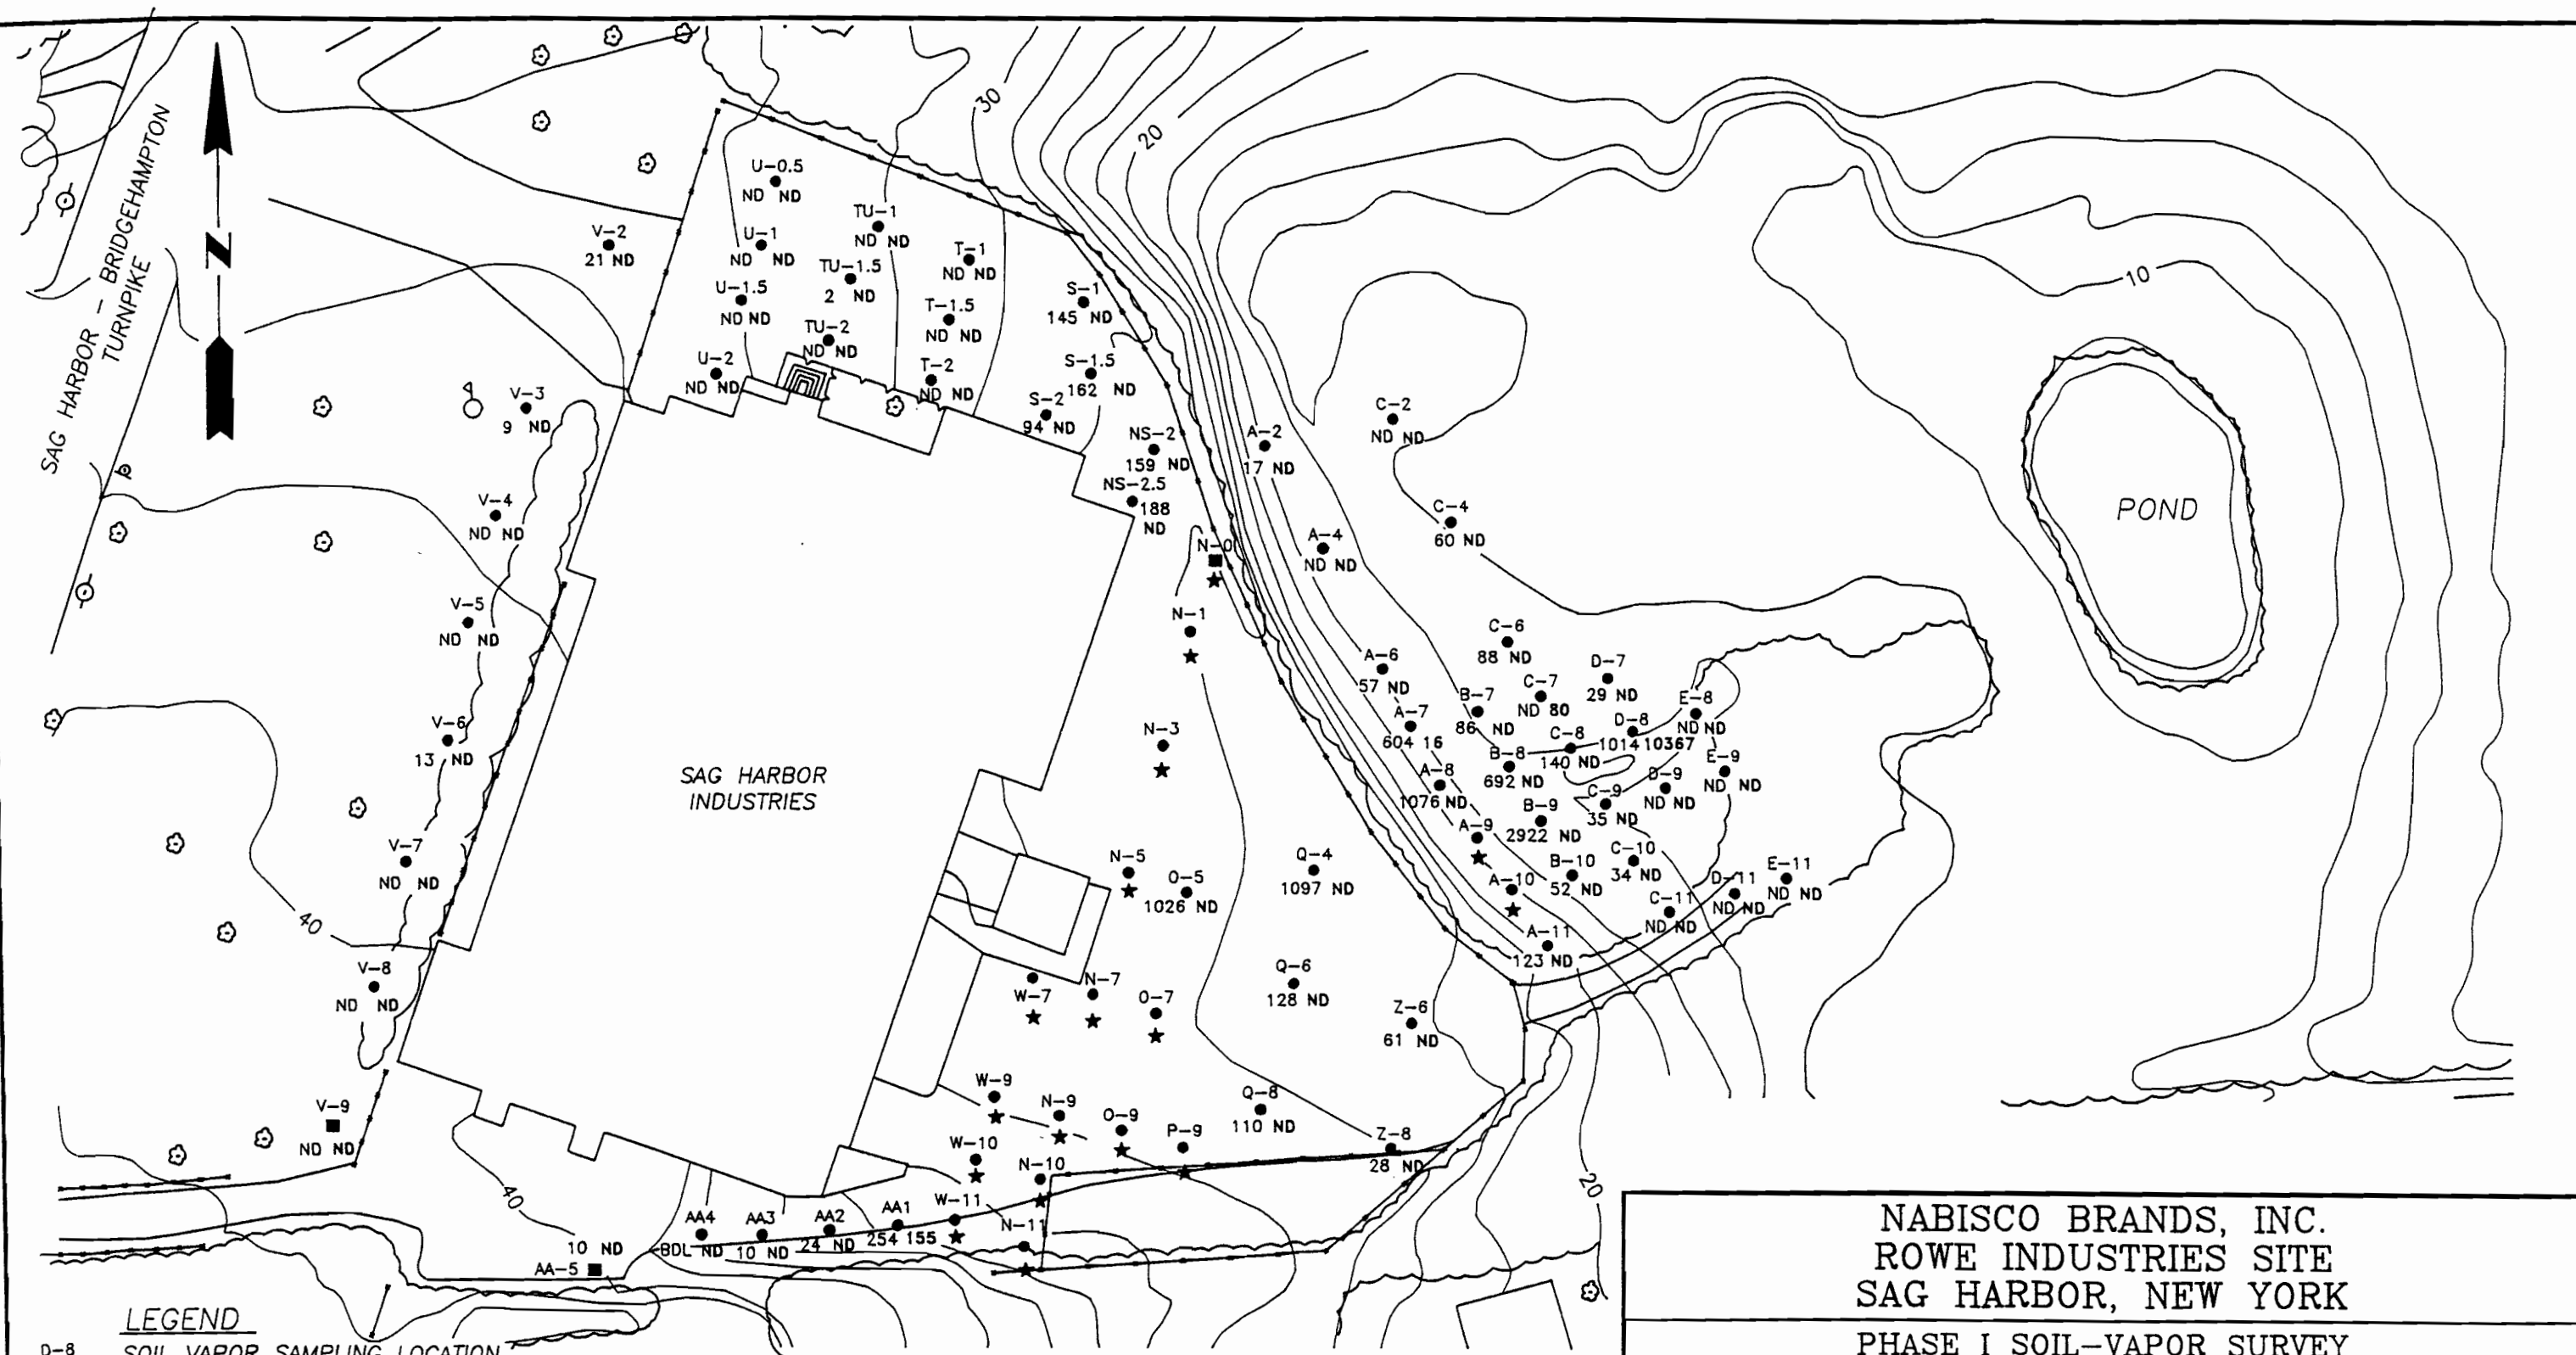 30
20
SAG HARBOR - BRIDGEHAMPTON
TURNPIKE
N
U-0.5
ND ND
TU-1
ND ND
V-2
21 ND
U-1
ND ND
T-1
ND ND
TU-1.5
2 ND
10
U-1.5
ND ND
S-1
145 ND
T-1.5
ND ND
TU-2
ND ND
U-2
ND ND
T-2
ND ND
S-1.5
162 ND
V-3
9 ND
S-2
94 ND
C-2
ND ND
NS-2
159 ND
A-2
17 ND
NS-2.5
188
ND
V-4
ND ND
C-4
60 ND
POND
N-0
A-4
ND ND
V-5
ND ND
N-1
C-6
88 ND
A-6
57 ND
D-7
29 ND
C-7
ND 80
B-7
86 ND
E-8
ND ND
A-7
604 16
V-6
13 ND
N-3
D-8
1014 10367
C-8
140 ND
B-8
692 ND
E-9
ND ND
SAG HARBOR
INDUSTRIES
A-8
1076 ND
D-9
ND ND
C-9
35 ND
B-9
2922 ND
A-9
V-7
ND ND
N-5
O-5
1026 ND
Q-4
1097 ND
C-10
34 ND
B-10
52 ND
E-11
ND ND
A-10
D-11
ND ND
40
C-11
ND ND
A-11
123 ND
V-8
ND ND
Q-6
128 ND
W-7
N-7
O-7
Z-6
61 ND
W-9
Q-8
110 ND
V-9
ND ND
N-9
O-9
P-9
Z-8
28 ND
W-10
N-10
40
20
W-11
AA1
254 155
AA2
24 ND
AA3
10 ND
AA4
BDL ND
N-11
10 ND
AA-5
NABISCO BRANDS, INC.
ROWE INDUSTRIES SITE
SAG HARBOR, NEW YORK
LEGEND
D-8 SOIL VAPOR SAMPLING LOCATION
PHASE I SOIL-VAPOR SURVEY